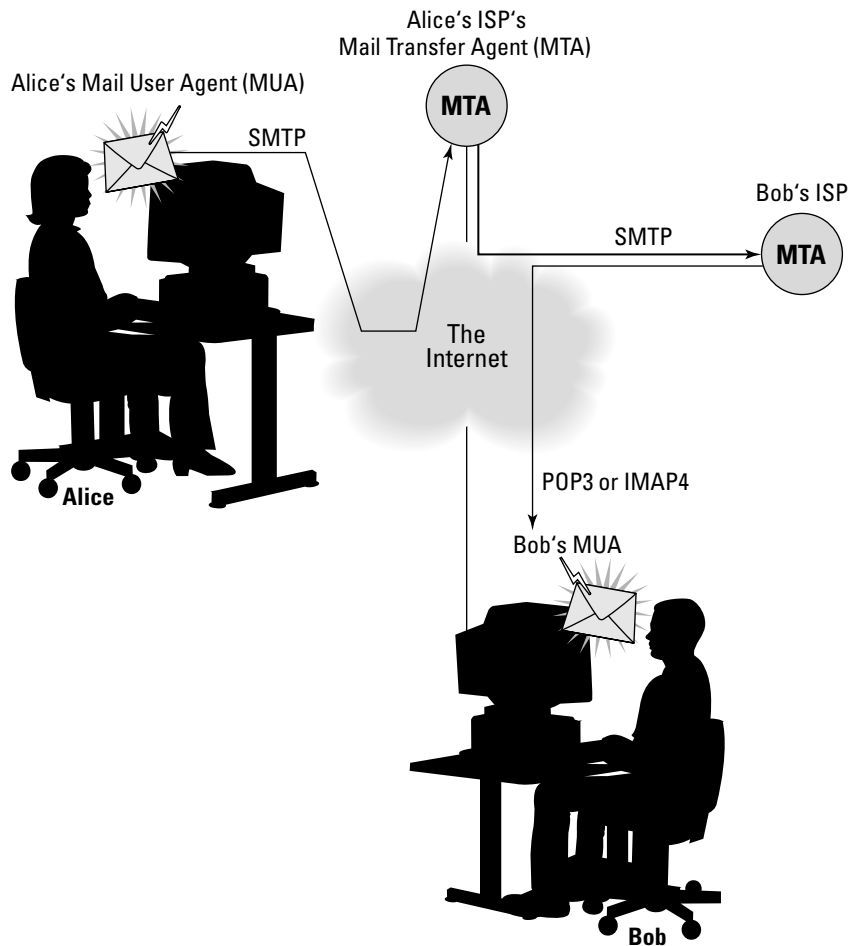 Alice‘s ISP‘s
Mail Transfer Agent (MTA)
Alice‘s Mail User Agent (MUA)
MTA
SMTP
Bob‘s ISP
SMTP
MTA
The
Internet
POP3 or IMAP4
Alice
Bob‘s MUA
Bob